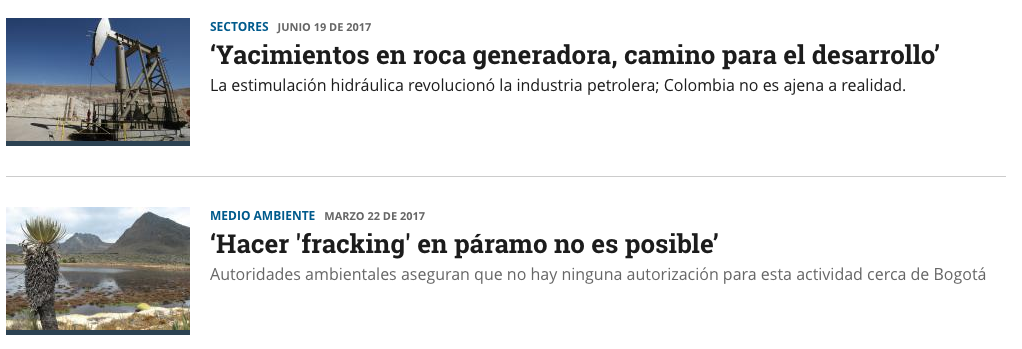 SECTORES JUNIO 19 DE 2017
‘Yacimientos en roca generadora, camino para el desarrollo’
La estimulación hidráulica revolucionó la industria petrolera; Colombia no es ajena a realidad.
MEDIO AMBIENTE MARZO 22 DE 2017
‘Hacer 'fracking' en páramo no es posible’
Autoridades ambientales aseguran que no hay ninguna autorización para esta actividad cerca de Bogotá